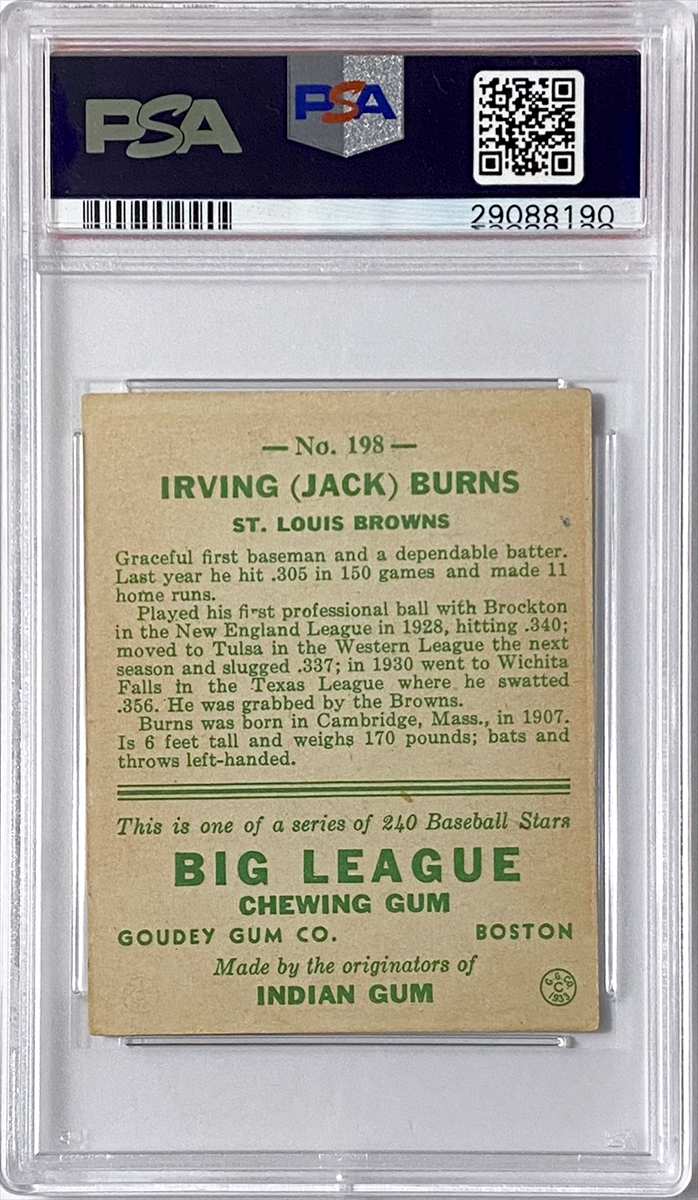 PSA
PSA
29088190
— No. 198 —
IRVING (JACK) BURNS
ST. LOUIS BROWNS
Graceful first baseman and a dependable batter.
Last year he hit .305 in 150 games and made 11
home runs.
Played his first professional ball with Brockton
in the New England League in 1928, hitting .340;
moved to Tulsa in the Western League the next
season and slugged .337; in 1930 went to Wichita
Falls in the Texas League where he swatted
.356. He was grabbed by the Browns.
Burns was born in Cambridge, Mass., in 1907.
Is 6 feet tall and weighs 170 pounds; bats and
throws left-handed.
This is one of a series of 240 Baseball Stars
BIG LEAGUE
CHEWING GUM
GOUDEY GUM CO. BOSTON
Made by the originators of
INDIAN GUM
G. G. CO.
C
1933